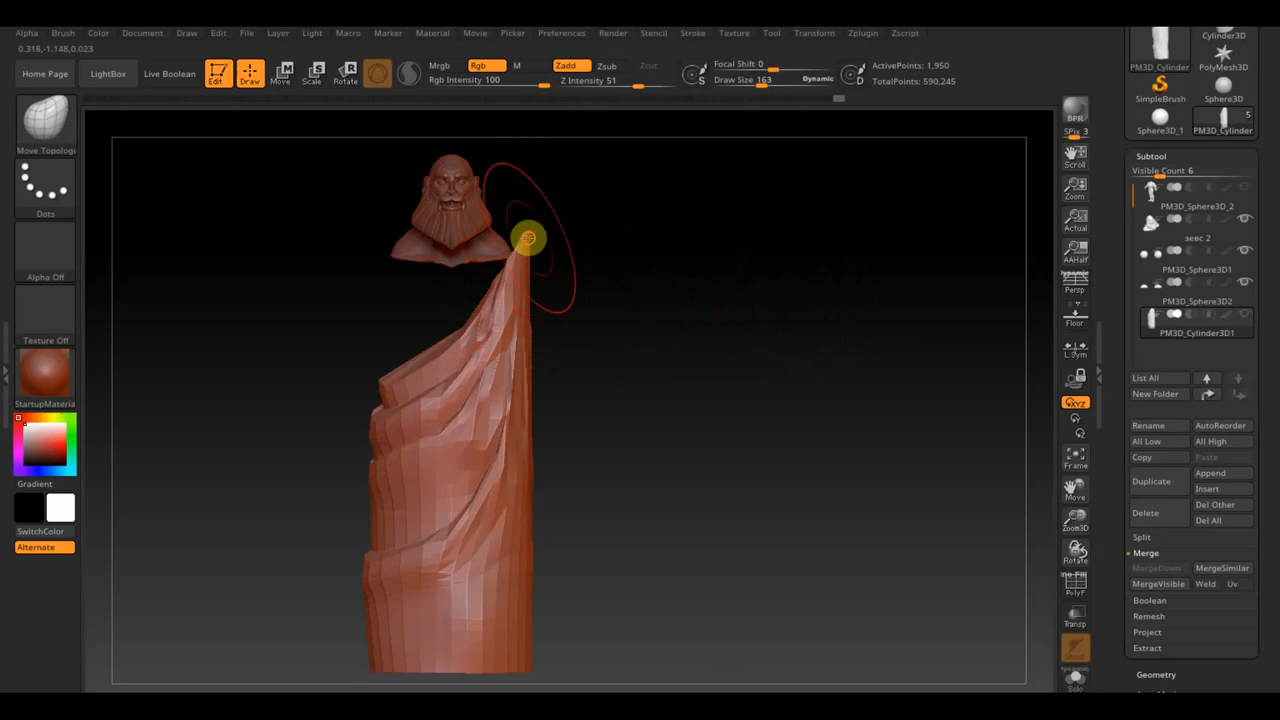 Alpha Brush Color Document Draw Edit File Layer Light Macro Marker Material Movie Picker Preferences Render Stencil Stroke Texture Tool Transform Zplugin Zscript
0.318,-1.148,0.023
Home Page LightBox Live Boolean Edit Draw Move Scale Rotate
Mrgb Rgb M
Rgb Intensity 100
Zadd Zsub Zcut
Z Intensity 51
S
Focal Shift 0
Draw Size 163 Dynamic
D
ActivePoints: 1,950
TotalPoints: 590,245
Move Topologi
Dots
Alpha Off
Texture Off
StartupMateria
Gradient
SwitchColor
Alternate
BPR
SPix 3
Scroll
Zoom
Actual
AAHalf
Dynamic
Persp
Floor
L.Sym
XYZ
Frame
Move
Zoom3D
Rotate
PolyF
Transp
Solo
Cylinder3D
PM3D_Cylinder PolyMesh3D
SimpleBrush Sphere3D
5
Sphere3D_1 PM3D_Cylinder
Subtool
Visible Count 6
PM3D_Sphere3D_2
зевс 2
PM3D_Sphere3D1
PM3D_Sphere3D2
PM3D_Cylinder3D1
List All
New Folder
Rename AutoReorder
All Low All High
Copy Paste
Duplicate Append
Insert
Delete Del Other
Del All
Split
Merge
MergeDown MergeSimilar
MergeVisible Weld Uv
Boolean
Remesh
Project
Extract
Geometry